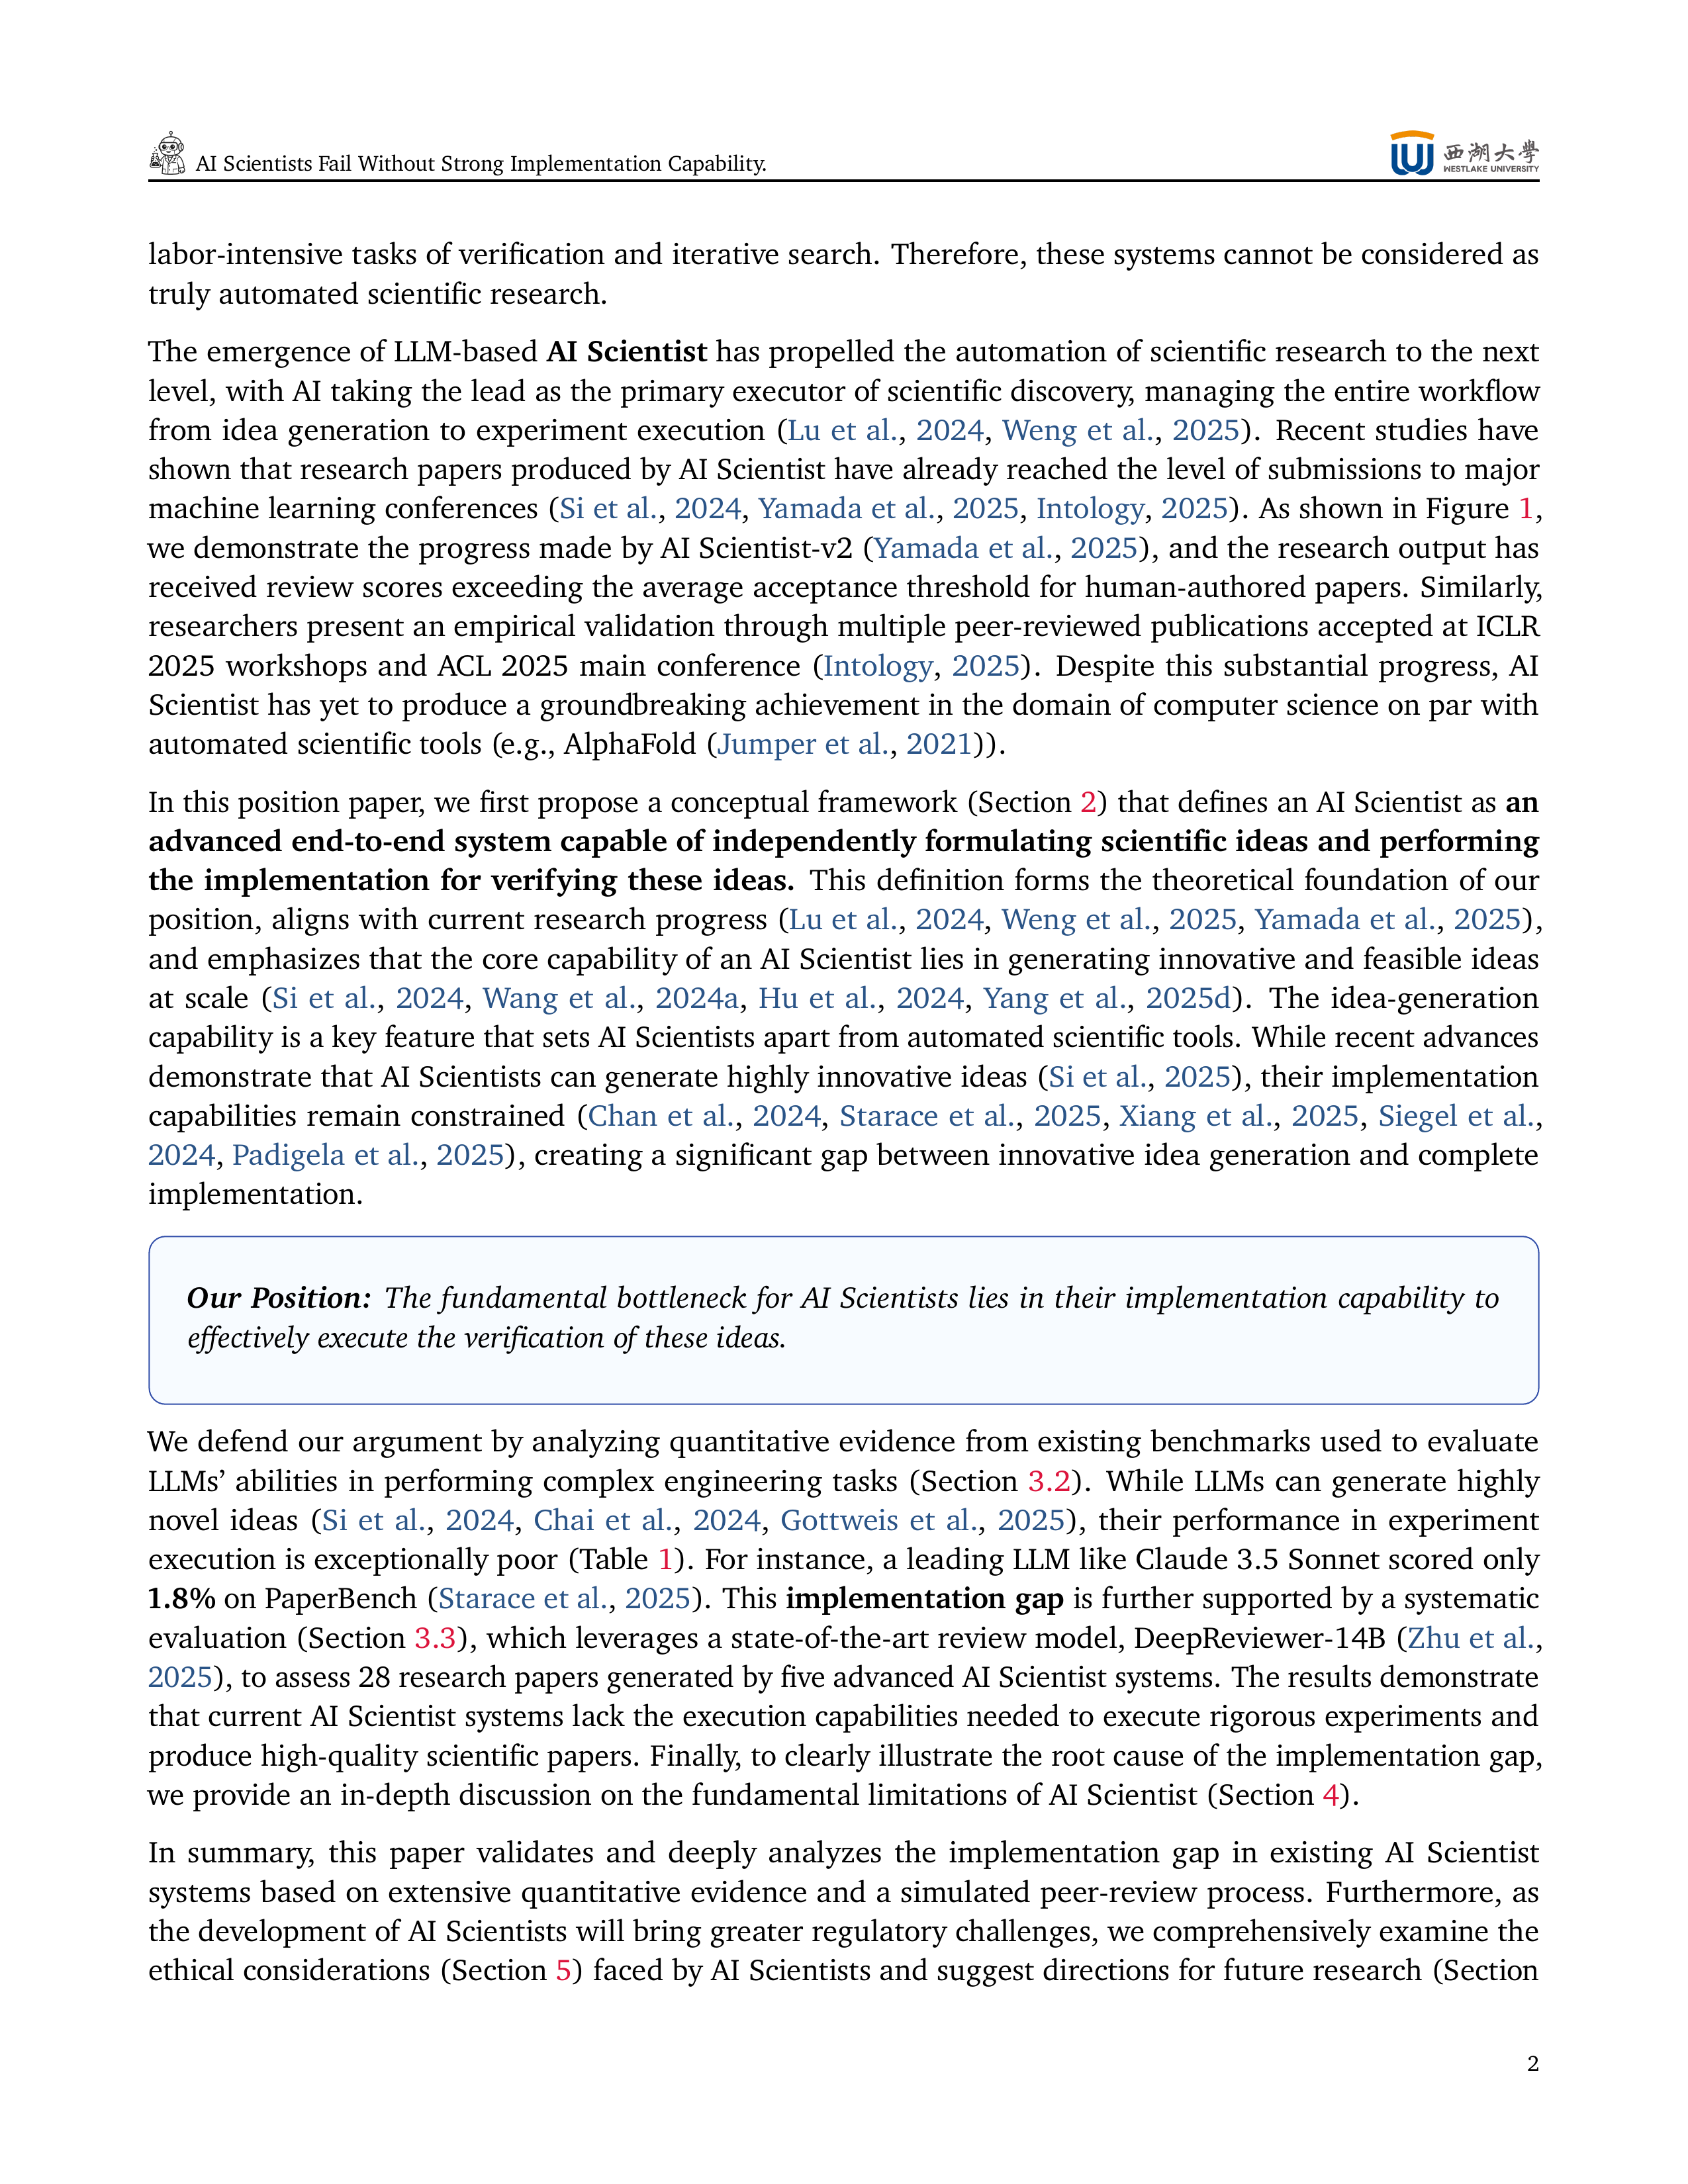 AI Scientists Fail Without Strong Implementation Capability.
西湖大學
WESTLAKE UNIVERSITY
labor-intensive tasks of verification and iterative search. Therefore, these systems cannot be considered as
truly automated scientific research.
The emergence of LLM-based AI Scientist has propelled the automation of scientific research to the next
level, with AI taking the lead as the primary executor of scientific discovery, managing the entire workflow
from idea generation to experiment execution (Lu et al., 2024, Weng et al., 2025). Recent studies have
shown that research papers produced by AI Scientist have already reached the level of submissions to major
machine learning conferences (Si et al., 2024, Yamada et al., 2025, Intology, 2025). As shown in Figure 1,
we demonstrate the progress made by AI Scientist-v2 (Yamada et al., 2025), and the research output has
received review scores exceeding the average acceptance threshold for human-authored papers. Similarly,
researchers present an empirical validation through multiple peer-reviewed publications accepted at ICLR
2025 workshops and ACL 2025 main conference (Intology, 2025). Despite this substantial progress, AI
Scientist has yet to produce a groundbreaking achievement in the domain of computer science on par with
automated scientific tools (e.g., AlphaFold (Jumper et al., 2021)).
In this position paper, we first propose a conceptual framework (Section 2) that defines an AI Scientist as an
advanced end-to-end system capable of independently formulating scientific ideas and performing
the implementation for verifying these ideas. This definition forms the theoretical foundation of our
position, aligns with current research progress (Lu et al., 2024, Weng et al., 2025, Yamada et al., 2025),
and emphasizes that the core capability of an AI Scientist lies in generating innovative and feasible ideas
at scale (Si et al., 2024, Wang et al., 2024a, Hu et al., 2024, Yang et al., 2025d). The idea-generation
capability is a key feature that sets AI Scientists apart from automated scientific tools. While recent advances
demonstrate that AI Scientists can generate highly innovative ideas (Si et al., 2025), their implementation
capabilities remain constrained (Chan et al., 2024, Starace et al., 2025, Xiang et al., 2025, Siegel et al.,
2024, Padigela et al., 2025), creating a significant gap between innovative idea generation and complete
implementation.
Our Position: The fundamental bottleneck for AI Scientists lies in their implementation capability to
effectively execute the verification of these ideas.
We defend our argument by analyzing quantitative evidence from existing benchmarks used to evaluate
LLMs’ abilities in performing complex engineering tasks (Section 3.2). While LLMs can generate highly
novel ideas (Si et al., 2024, Chai et al., 2024, Gottweis et al., 2025), their performance in experiment
execution is exceptionally poor (Table 1). For instance, a leading LLM like Claude 3.5 Sonnet scored only
1.8% on PaperBench (Starace et al., 2025). This implementation gap is further supported by a systematic
evaluation (Section 3.3), which leverages a state-of-the-art review model, DeepReviewer-14B (Zhu et al.,
2025), to assess 28 research papers generated by five advanced AI Scientist systems. The results demonstrate
that current AI Scientist systems lack the execution capabilities needed to execute rigorous experiments and
produce high-quality scientific papers. Finally, to clearly illustrate the root cause of the implementation gap,
we provide an in-depth discussion on the fundamental limitations of AI Scientist (Section 4).
In summary, this paper validates and deeply analyzes the implementation gap in existing AI Scientist
systems based on extensive quantitative evidence and a simulated peer-review process. Furthermore, as
the development of AI Scientists will bring greater regulatory challenges, we comprehensively examine the
ethical considerations (Section 5) faced by AI Scientists and suggest directions for future research (Section
2